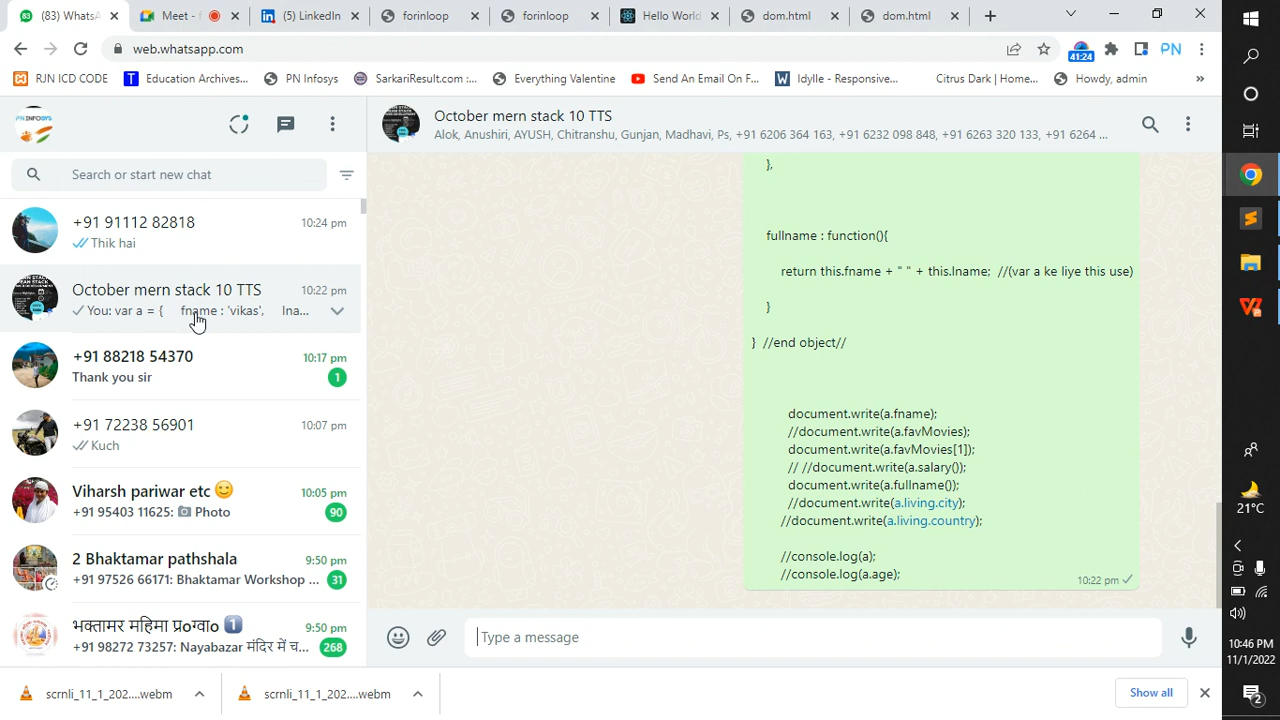 (83) WhatsA
Meet - f
(5) LinkedIn
forinloop
forinloop
Hello World
dom.html
dom.html
web.whatsapp.com
41:24
PN
RJN ICD CODE
Education Archives...
PN Infosys
SarkariResult.com :...
Everything Valentine
Send An Email On F...
Idylle - Responsive...
Citrus Dark | Home...
Howdy, admin
»
October mern stack 10 TTS
Alok, Anushiri, AYUSH, Chitranshu, Gunjan, Madhavi, Ps, +91 6206 364 163, +91 6232 098 848, +91 6263 320 133, +91 6264 ...
Search or start new chat
+91 91112 82818
10:24 pm
Thik hai
October mern stack 10 TTS
10:22 pm
You: var a = { fname : 'vikas', lna...
+91 88218 54370
10:17 pm
Thank you sir
1
+91 72238 56901
10:07 pm
Kuch
Viharsh pariwar etc 😊
10:05 pm
+91 95403 11625: Photo
90
2 Bhaktamar pathshala
9:50 pm
+91 97526 66171: Bhaktamar Workshop ...
31
भक्तामर महिमा प्र०ग्वा० 1️⃣
9:50 pm
+91 98272 73257: Nayabazar मंदिर में च...
268
},
fullname : function(){
return this.fname + " " + this.lname; //(var a ke liye this use)
}
} //end object//
document.write(a.fname);
//document.write(a.favMovies);
document.write(a.favMovies[1]);
// //document.write(a.salary());
document.write(a.fullname());
//document.write(a.living.city);
//document.write(a.living.country);
//console.log(a);
//console.log(a.age);
10:22 pm
Type a message
scrnli_11_1_202....webm
scrnli_11_1_202....webm
Show all
21°C
10:46 PM
11/1/2022
2